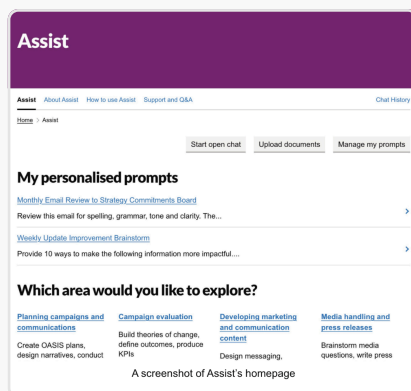 Assist
Assist About Assist How to use Assist Support and Q&A Chat History
Home > Assist
Start open chat Upload documents Manage my prompts
My personalised prompts
Monthly Email Review to Strategy Commitments Board
Review this email for spelling, grammar, tone and clarity. The...
Weekly Update Improvement Brainstorm
Provide 10 ways to make the following information more impactful....
Which area would you like to explore?
Planning campaigns and
communications
Create OASIS plans,
design narratives, conduct
Campaign evaluation
Build theories of change,
define outcomes, produce
KPIs
Developing marketing
and communication
content
Design messaging,
Media handling and
press releases
Brainstorm media
questions, write press
A screenshot of Assist's homepage